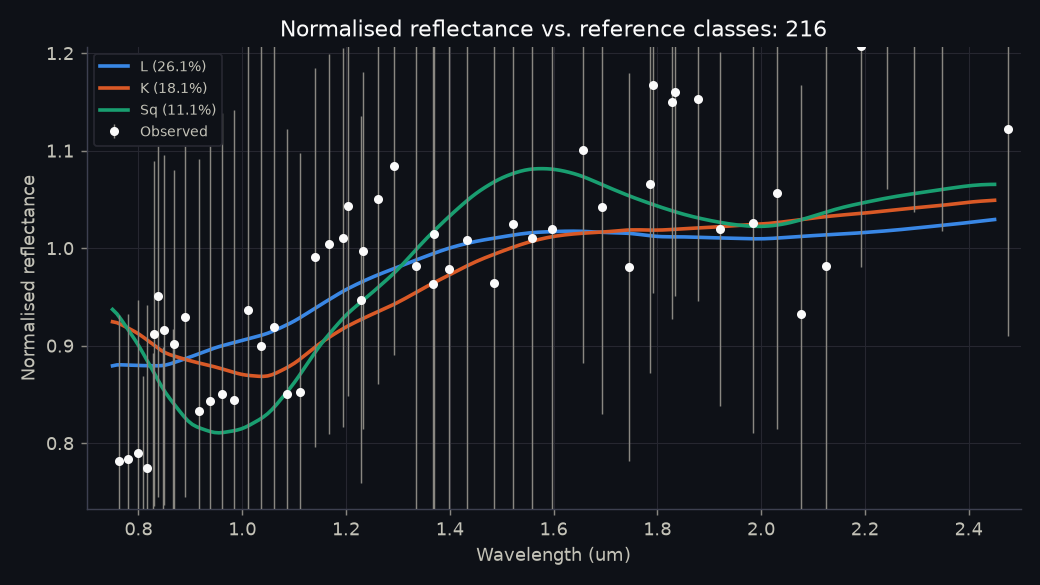 Normalised reflectance vs. reference classes: 216
L (26.1%)
K (18.1%)
Sq (11.1%)
Observed
Normalised reflectance
1.2
1.1
1.0
0.9
0.8
0.8 1.0 1.2 1.4 1.6 1.8 2.0 2.2 2.4
Wavelength (um)